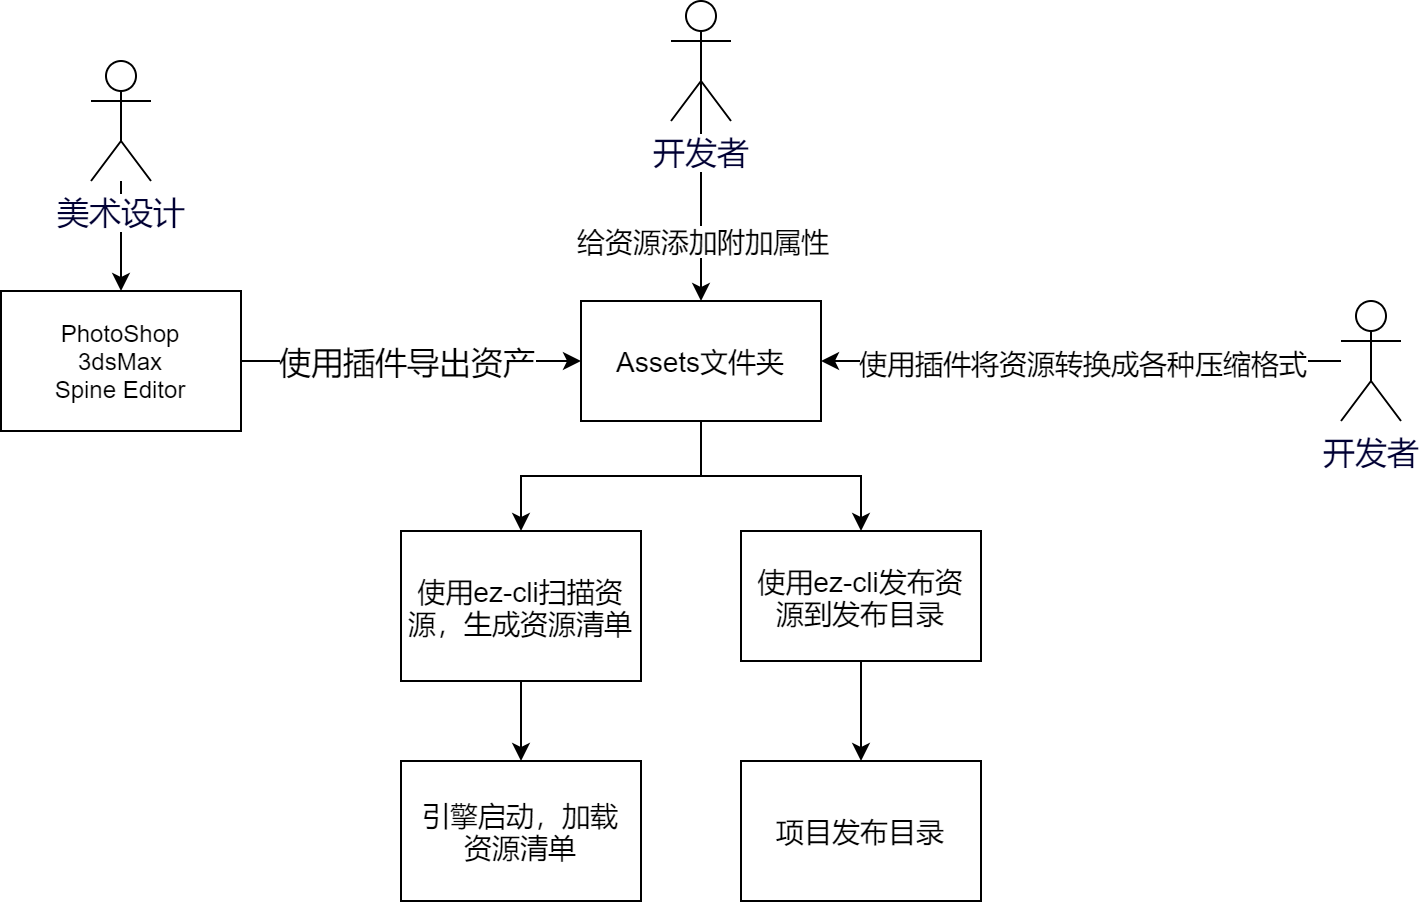 开发者
美术设计
给资源添加附加属性
PhotoShop
3dsMax
Spine Editor
使用插件导出资产
Assets文件夹
使用插件将资源转换成各种压缩格式
开发者
使用ez-cli扫描资
源，生成资源清单
使用ez-cli发布资
源到发布目录
引擎启动，加载
资源清单
项目发布目录